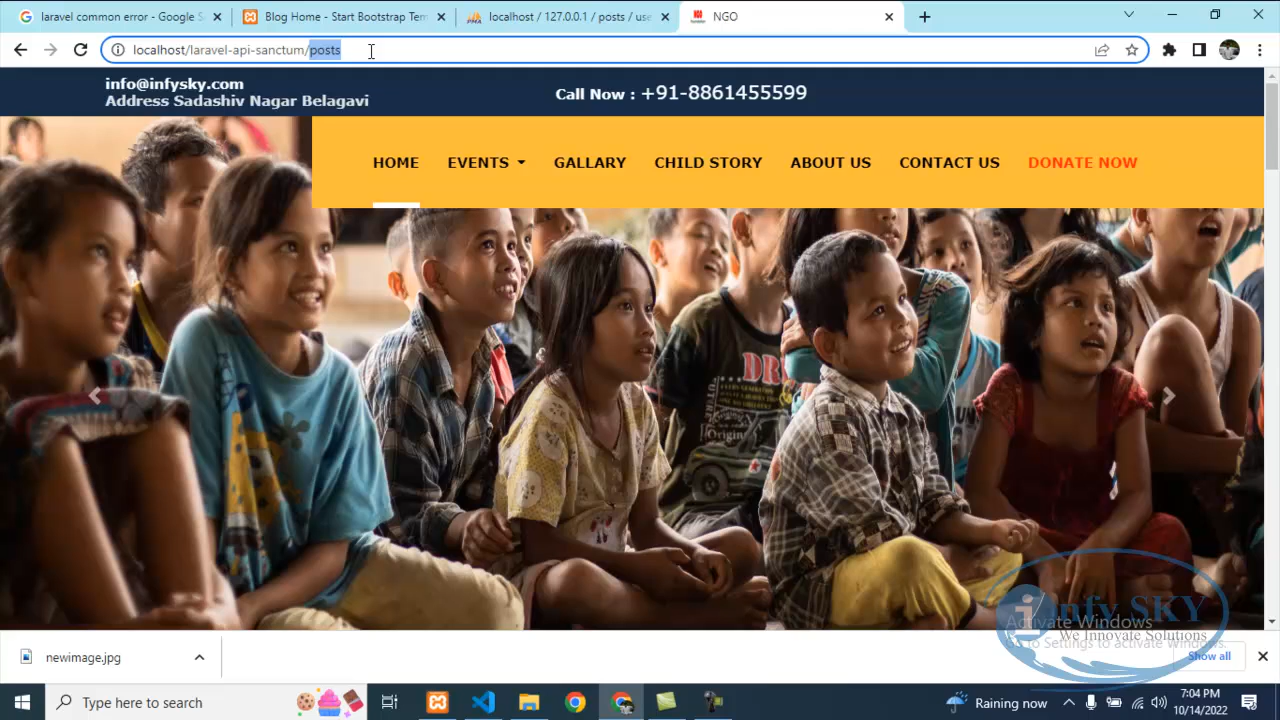 laravel common error - Google S
Blog Home - Start Bootstrap Tem
localhost / 127.0.0.1 / posts / use
NGO
localhost/laravel-api-sanctum/posts
info@infysky.com
Address Sadashiv Nagar Belagavi
Call Now : +91-8861455599
HOME
EVENTS
GALLARY
CHILD STORY
ABOUT US
CONTACT US
DONATE NOW
Infy SKY
We Innovate Solutions
Activate Windows
Go to Settings to activate Windows.
newimage.jpg
Show all
Type here to search
Raining now
7:04 PM
10/14/2022